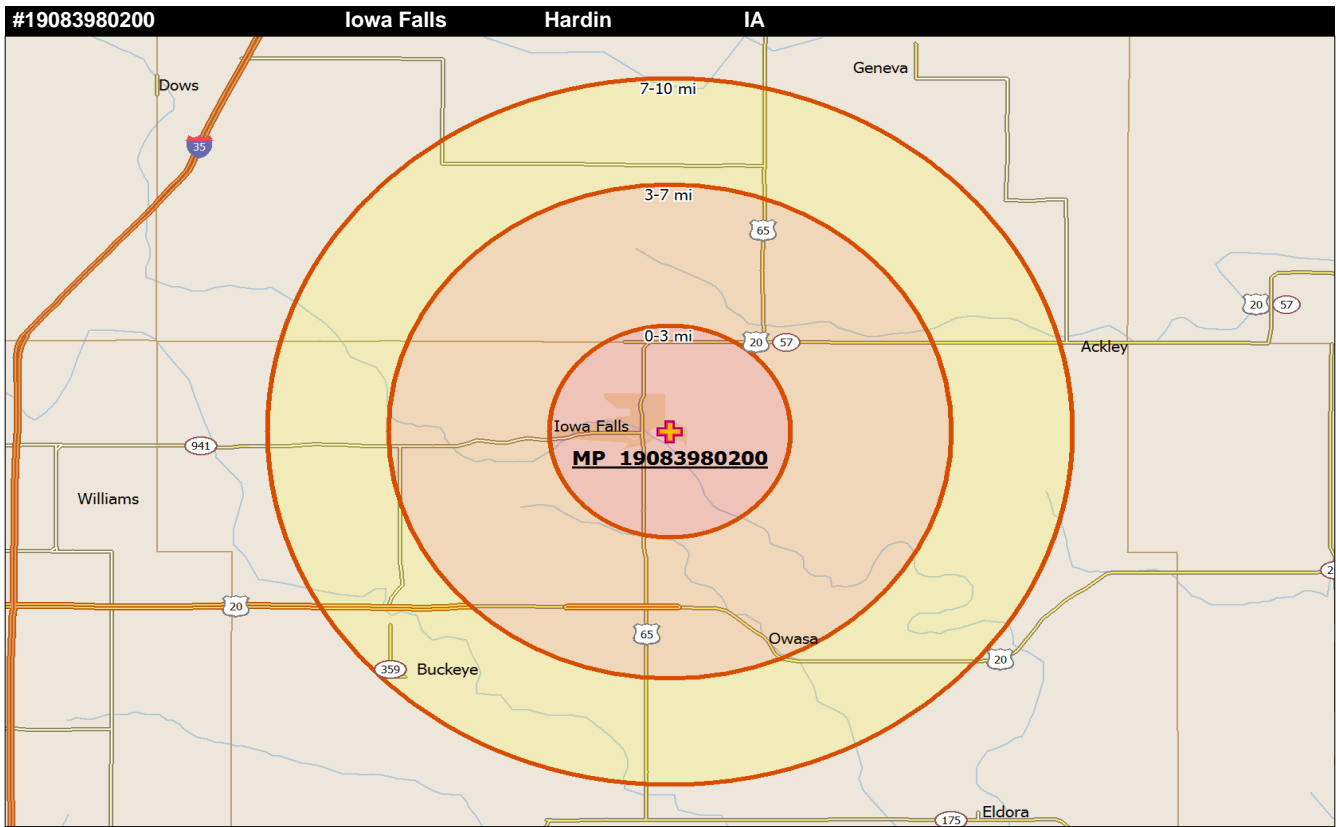 #19083980200 Iowa Falls Hardin IA
Geneva
Dows
7-10 mi
35
3-7 mi
65
20 57
0-3 mi
20 57
Ackley
Iowa Falls
941
MP 19083980200
Williams
20
65
Owasa
20
359 Buckeye
Eldora
175